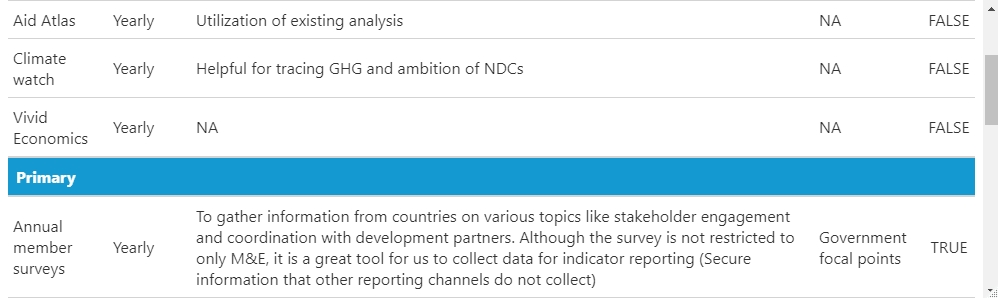 Aid Atlas Yearly Utilization of existing analysis NA FALSE
Climate
watch Yearly Helpful for tracing GHG and ambition of NDCs NA FALSE
Vivid
Economics Yearly NA NA FALSE
Primary
Annual
member
surveys Yearly To gather information from countries on various topics like stakeholder engagement
and coordination with development partners. Although the survey is not restricted to
only M&E, it is a great tool for us to collect data for indicator reporting (Secure
information that other reporting channels do not collect) Government
focal points TRUE